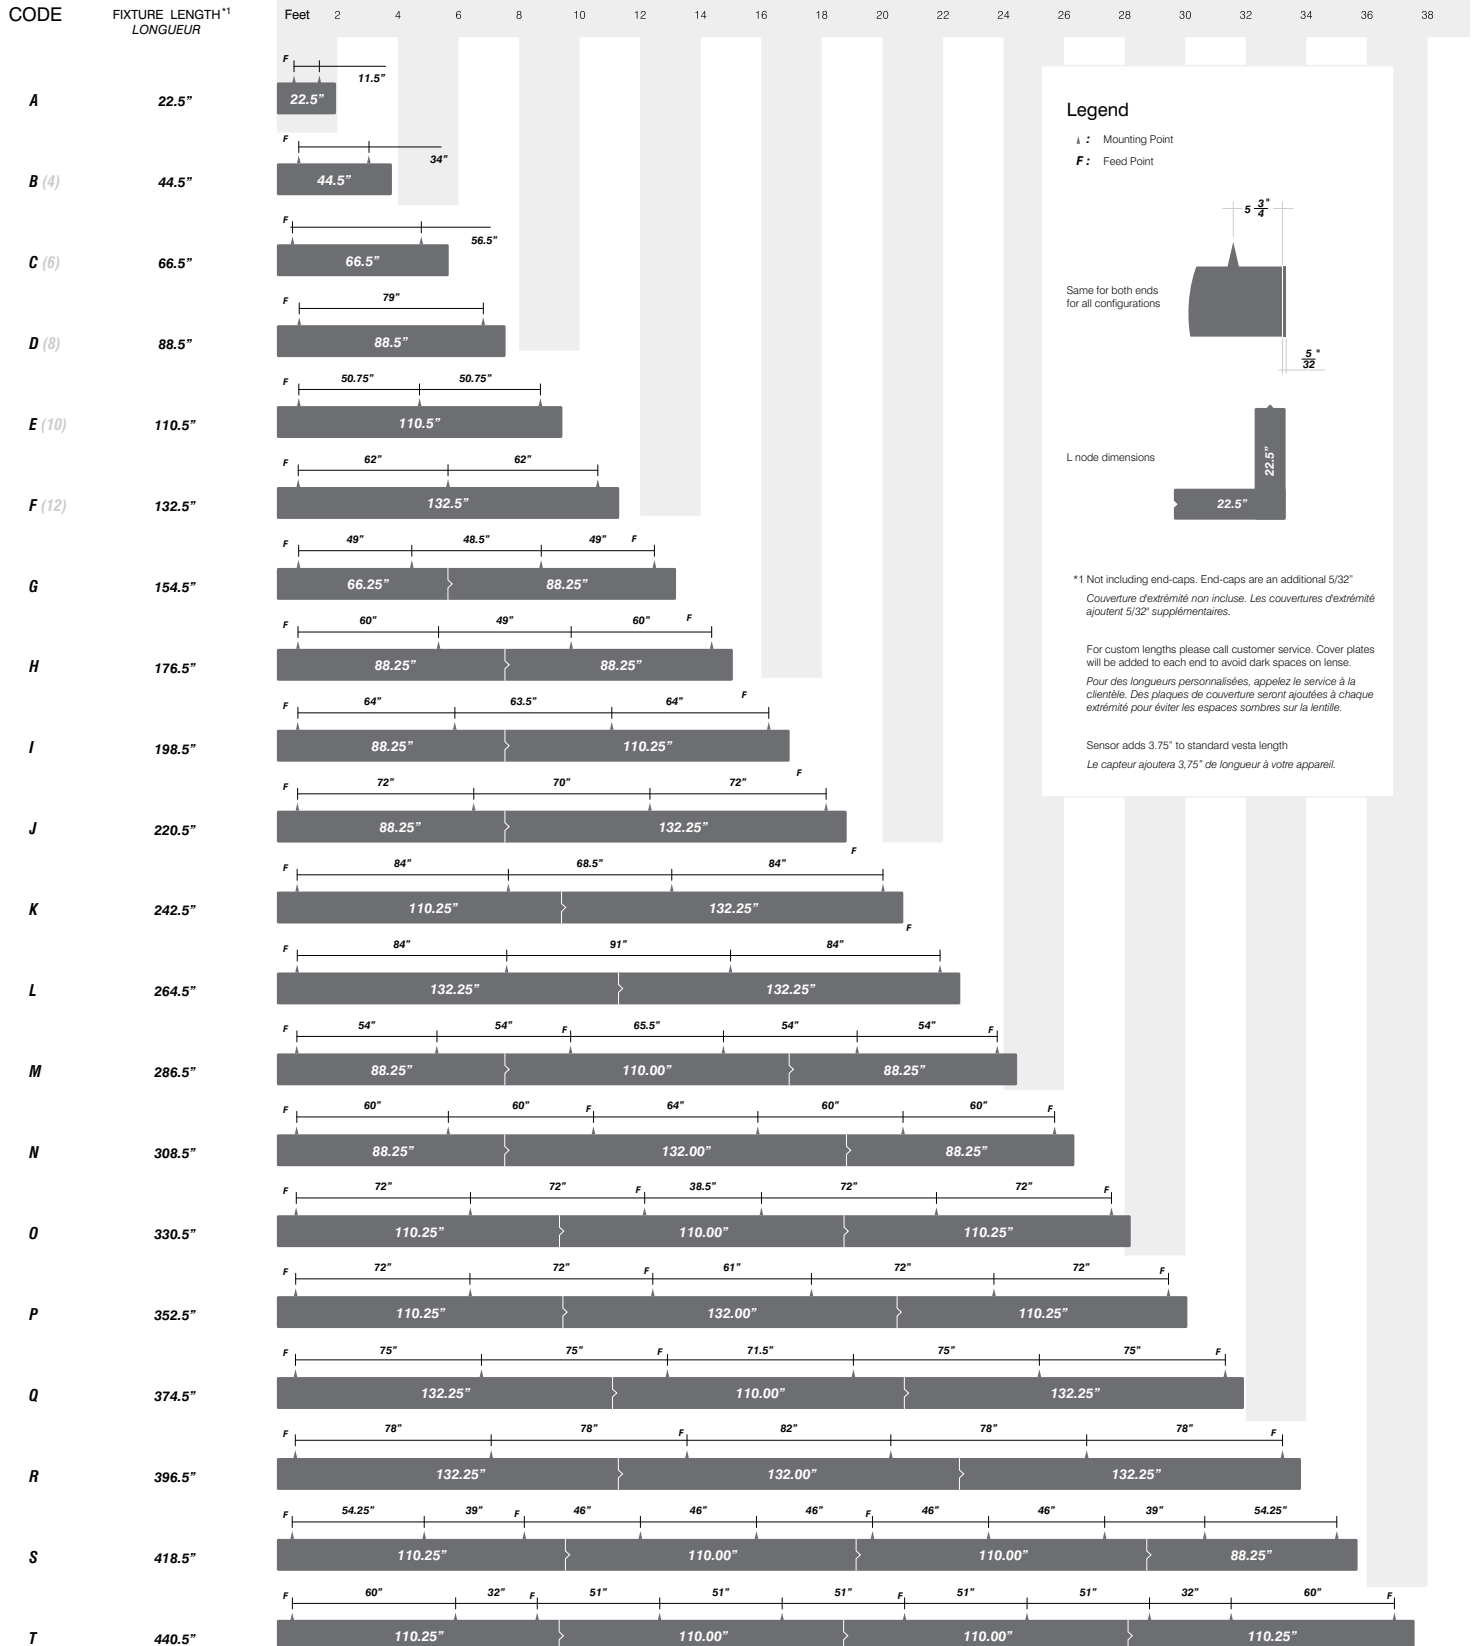 CODE FIXTURE LENGTH*1 Feet 2 4 6 8 10 12 14 16 18 20 22 24 26 28 30 32 34 36 38
LONGUEUR
F
11.5”
A 22.5” 22.5”
F
34”
B (4) 44.5” 44.5”
F
56.5”
C (6) 66.5” 66.5”
F 79”
D (8) 88.5” 88.5”
F 50.75” 50.75”
E (10) 110.5” 110.5”
F 62” 62”
F (12) 132.5” 132.5”
F 49” 48.5” 49” F
G 154.5” 66.25” 88.25”
F 60” 49” 60” F
H 176.5” 88.25” 88.25”
F 64” 63.5” 64” F
I 198.5” 88.25” 110.25”
F 72” 70” 72” F
J 220.5” 88.25” 132.25”
F 84” 68.5” 84” F
K 242.5” 110.25” 132.25”
F 84” 91” 84” F
L 264.5” 132.25” 132.25”
F 54” 54” F 65.5” 54” 54” F
M 286.5” 88.25” 110.00” 88.25”
F 60” 60” F 64” 60” 60” F
N 308.5” 88.25” 132.00” 88.25”
F 72” 72” F 38.5” 72” 72” F
O 330.5” 110.25” 110.00” 110.25”
F 72” 72” F 61” 72” 72” F
P 352.5” 110.25” 132.00” 110.25”
F 75” 75” F 71.5” 75” 75” F
Q 374.5” 132.25” 110.00” 132.25”
F 78” 78” F 82” 78” 78” F
R 396.5” 132.25” 132.00” 132.25”
F 54.25” 39” F 46” 46” 46” F 46” 46” 39” 54.25”
S 418.5” 110.25” 110.00” 110.00” 88.25”
F 60” 32” F 51” 51” 51” F 51” 51” 32” 60” F
T 440.5” 110.25” 110.00” 110.00” 110.25”
Legend
: Mounting Point
F : Feed Point
5 3/4"
Same for both ends
for all configurations
5/32"
L node dimensions
22.5”
22.5”
*1 Not including end-caps. End-caps are an additional 5/32"
Couverture d'extrémité non incluse. Les couvertures d'extrémité
ajoutent 5/32" supplémentaires.
For custom lengths please call customer service. Cover plates
will be added to each end to avoid dark spaces on lense.
Pour des longueurs personnalisées, appelez le service à la
clientèle. Des plaques de couverture seront ajoutées à chaque
extrémité pour éviter les espaces sombres sur la lentille.
Sensor adds 3.75” to standard vesta length
Le capteur ajoutera 3,75” de longueur à votre appareil.